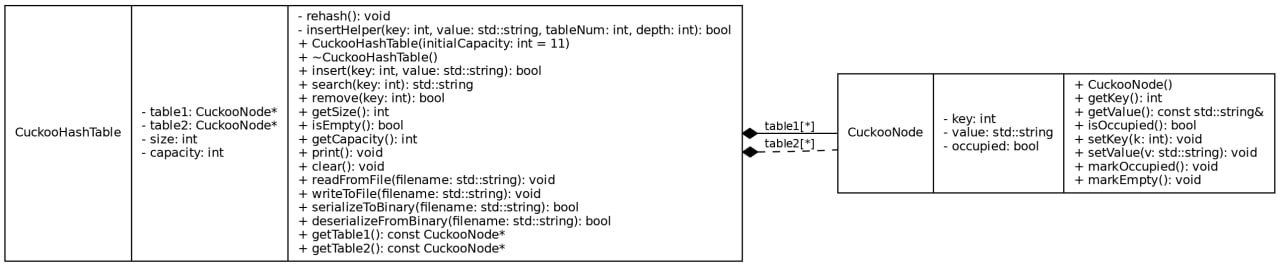 CuckooHashTable
- table1: CuckooNode*
- table2: CuckooNode*
- size: int
- capacity: int
- rehash(): void
- insertHelper(key: int, value: std::string, tableNum: int, depth: int): bool
+ CuckooHashTable(initialCapacity: int = 11)
+ ~CuckooHashTable()
+ insert(key: int, value: std::string): bool
+ search(key: int): std::string
+ remove(key: int): bool
+ getSize(): int
+ isEmpty(): bool
+ getCapacity(): int
+ print(): void
+ clear(): void
+ readFromFile(filename: std::string): void
+ writeToFile(filename: std::string): void
+ serializeToBinary(filename: std::string): bool
+ deserializeFromBinary(filename: std::string): bool
+ getTable1(): const CuckooNode*
+ getTable2(): const CuckooNode*
table1[*]
table2[*]
CuckooNode
- key: int
- value: std::string
- occupied: bool
+ CuckooNode()
+ getKey(): int
+ getValue(): const std::string&
+ isOccupied(): bool
+ setKey(k: int): void
+ setValue(v: std::string): void
+ markOccupied(): void
+ markEmpty(): void